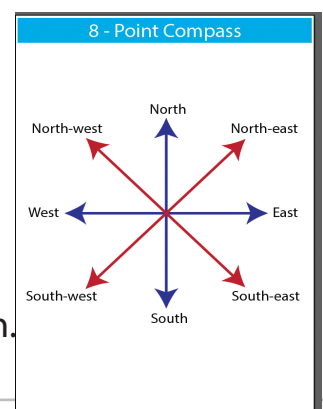 8 - Point Compass
North
North-west
North-east
West
East
South-west
South-east
South
n.